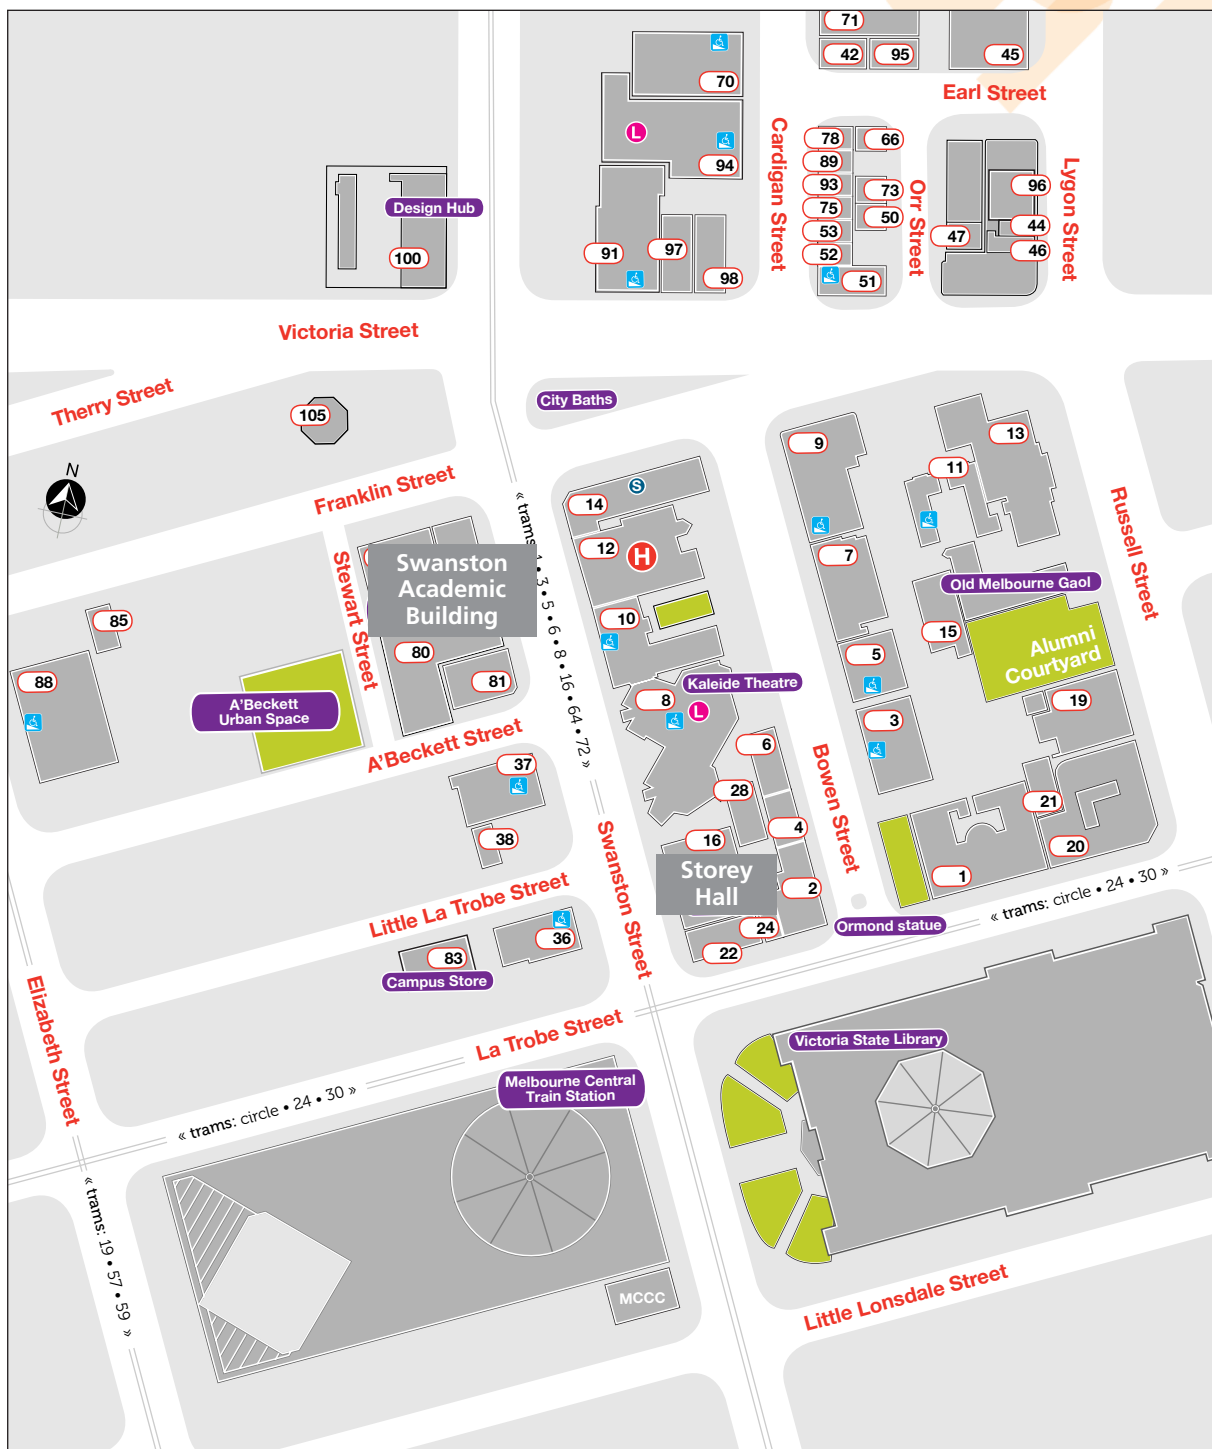 71
42
95
45
70
Earl Street
L
94
Cardigan Street
78
66
89
93
73
75
50
53
52
51
Orr Street
96
44
47
46
Lygon Street
Design Hub
100
91
97
98
Victoria Street
Therry Street
City Baths
105
N
Franklin Street
9
13
11
S
14
12
H
7
Russell Street
« trams: 1 • 3 • 5 • 6 • 8 • 16 • 64 • 72 »
Swanston
Academic
Building
Stewart Street
Old Melbourne Gaol
85
10
15
Alumni
Courtyard
80
5
88
81
Kaleide Theatre
A'Beckett
Urban Space
8
L
19
3
A'Beckett Street
6
37
Bowen Street
28
21
4
38
16
20
Swanston Street
Storey
Hall
1
2
Little La Trobe Street
« trams: circle • 24 • 30 »
36
24
Ormond statue
83
22
Campus Store
Elizabeth Street
La Trobe Street
Victoria State Library
Melbourne Central
Train Station
« trams: circle • 24 • 30 »
« trams: 19 • 57 • 59 »
MCCC
Little Lonsdale Street